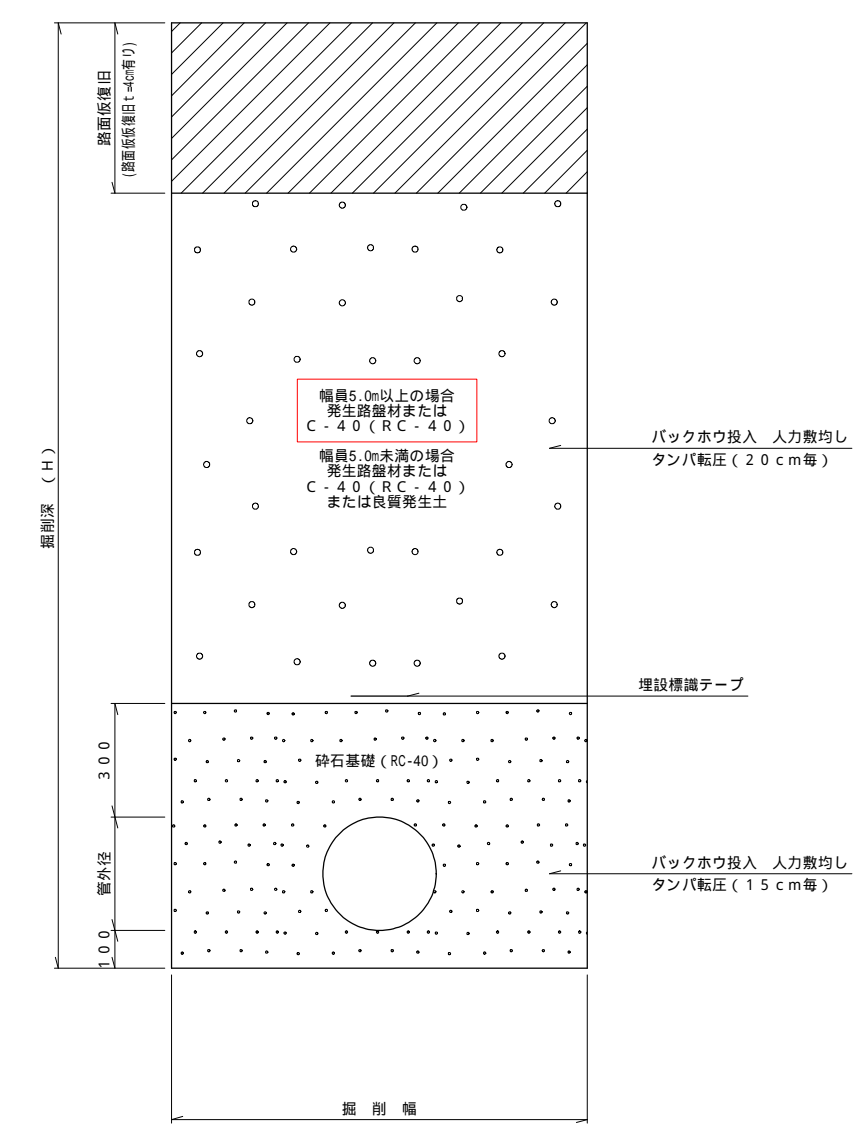 路面仮復旧
(路面仮仮復旧t=4cm有り)
幅員5.0m以上の場合
発生路盤材または
C-40(RC-40)
幅員5.0m未満の場合
発生路盤材または
C-40(RC-40)
または良質発生土
バックホウ投入　人力敷均し
タンパ転圧(20cm毎)
掘削深　(H)
埋設標識テープ
300
砕石基礎(RC-40)
管外径
バックホウ投入　人力敷均し
タンパ転圧(15cm毎)
100
掘　削　幅